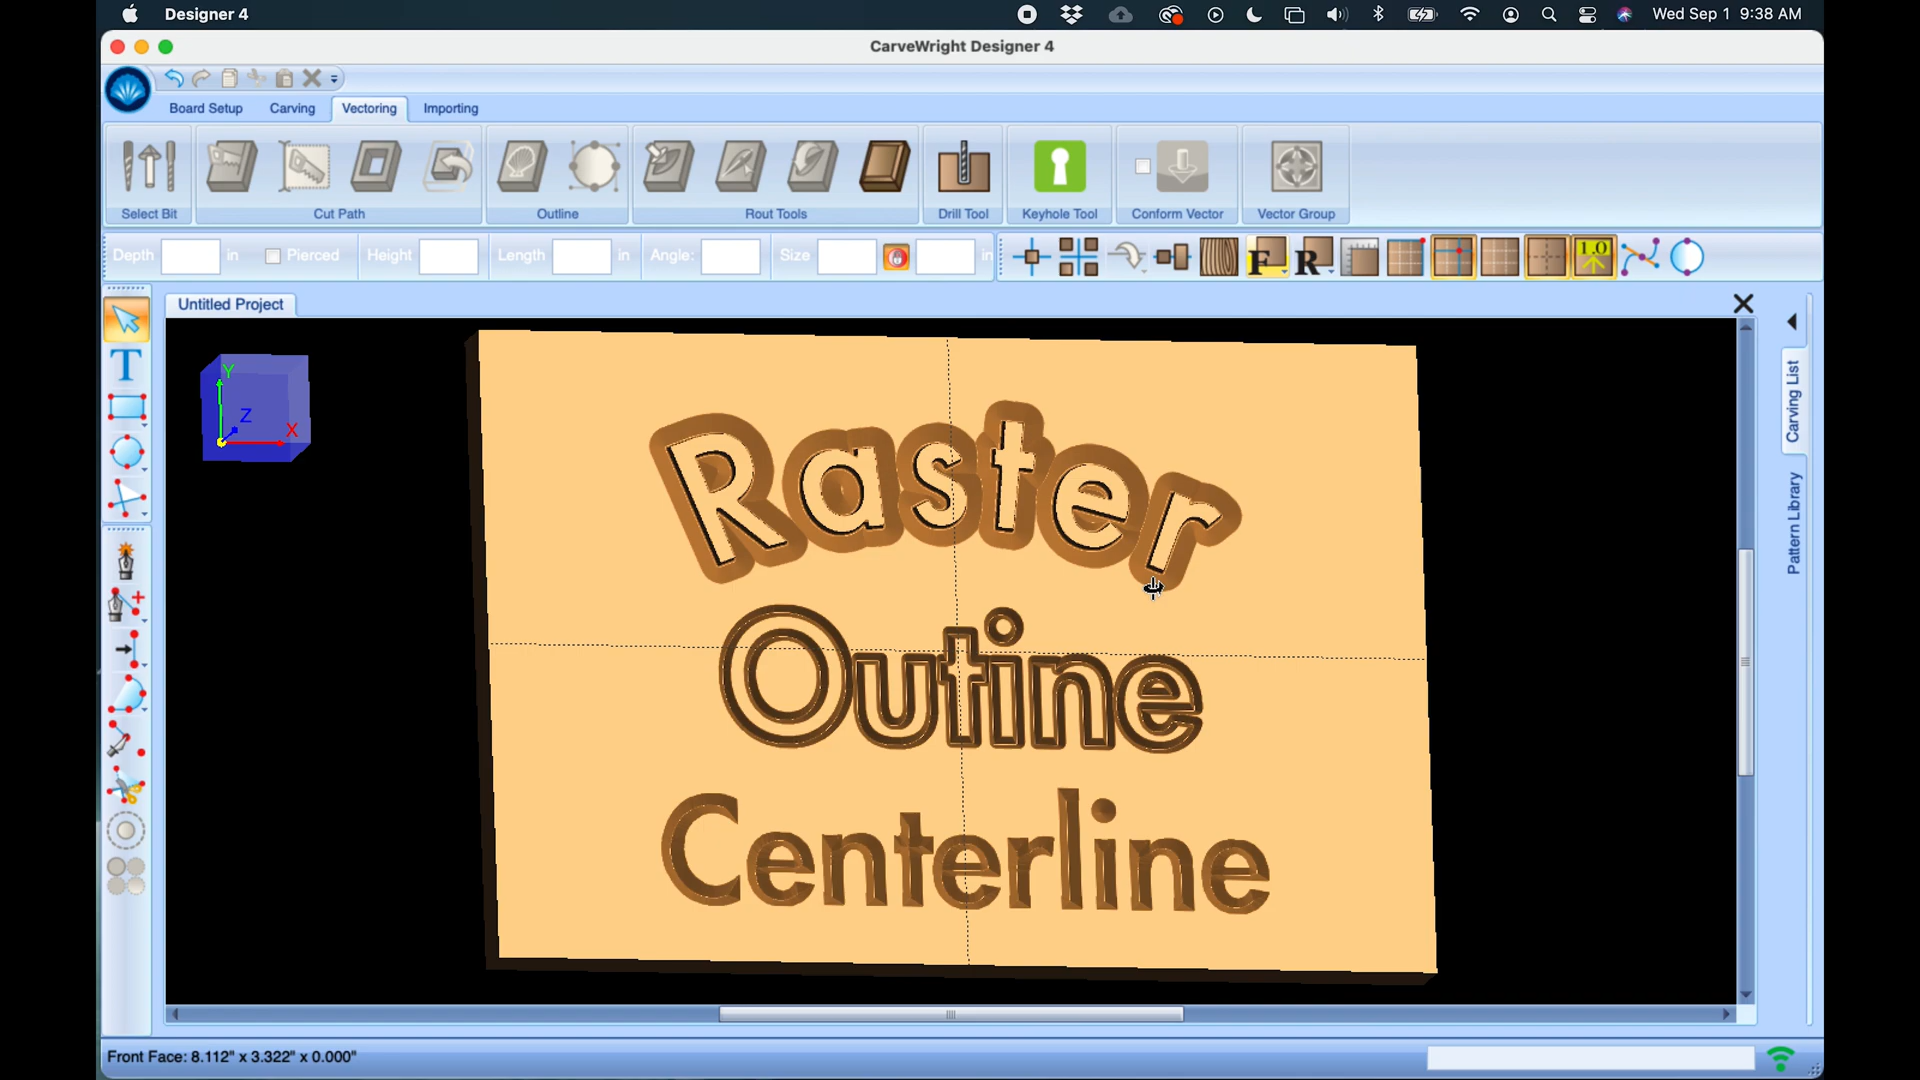 Designer 4
Wed Sep 1 9:38 AM
CarveWright Designer 4
Board Setup Carving Vectoring Importing
Select Bit Cut Path Outline Rout Tools Drill Tool Keyhole Tool Conform Vector Vector Group
Depth in Pierced Height Length in Angle: Size in
F R 1.0
Untitled Project
T
Y
Z
X
Carving List
Pattern Library
Raster
Outine
Centerline
Front Face: 8.112" x 3.322" x 0.000"